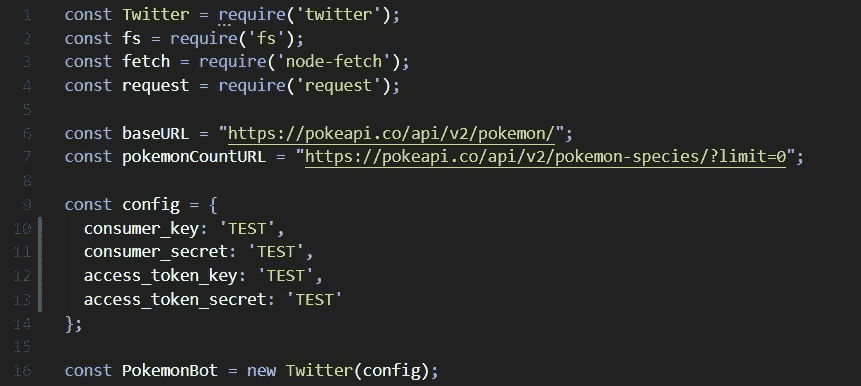 1 const Twitter = require('twitter');
2 const fs = require('fs');
3 const fetch = require('node-fetch');
4 const request = require('request');
5
6 const baseURL = "https://pokeapi.co/api/v2/pokemon/";
7 const pokemonCountURL = "https://pokeapi.co/api/v2/pokemon-species/?limit=0";
8
9 const config = {
10 consumer_key: 'TEST',
11 consumer_secret: 'TEST',
12 access_token_key: 'TEST',
13 access_token_secret: 'TEST'
14 };
15
16 const PokemonBot = new Twitter(config);